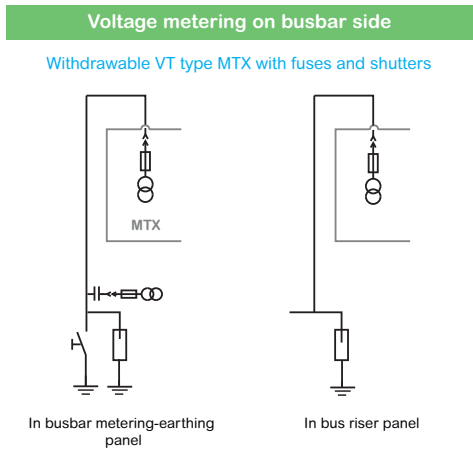 Voltage metering on busbar side
Withdrawable VT type MTX with fuses and shutters
MTX
In busbar metering-earthing
panel
In bus riser panel